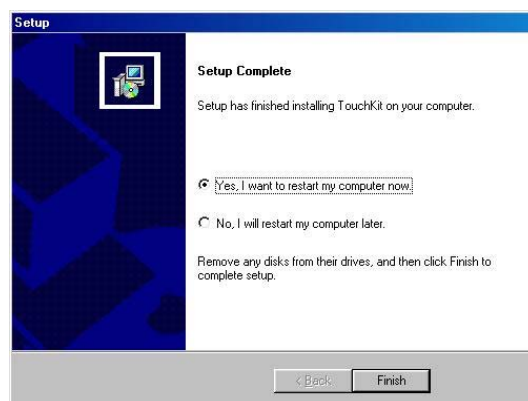 Setup
Setup Complete
Setup has finished installing TouchKit on your computer.
Yes, I want to restart my computer now.
No, I will restart my computer later.
Remove any disks from their drives, and then click Finish to
complete setup.
< Back
Finish